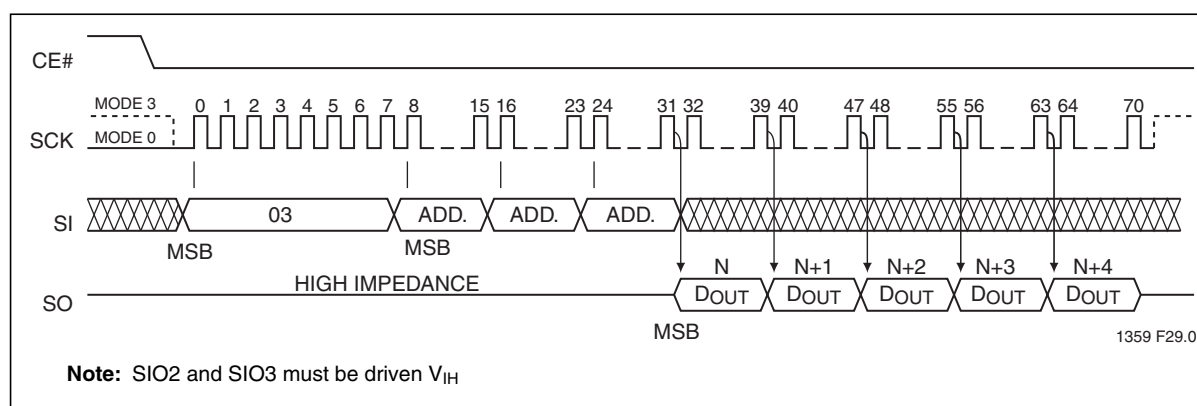 CE#
MODE 3 0 1 2 3 4 5 6 7 8 15 16 23 24 31 32 39 40 47 48 55 56 63 64 70
SCK MODE 0
SI 03 ADD. ADD. ADD.
MSB MSB
HIGH IMPEDANCE N N+1 N+2 N+3 N+4
SO DOUT DOUT DOUT DOUT DOUT
MSB
1359 F29.0
Note: SIO2 and SIO3 must be driven VIH